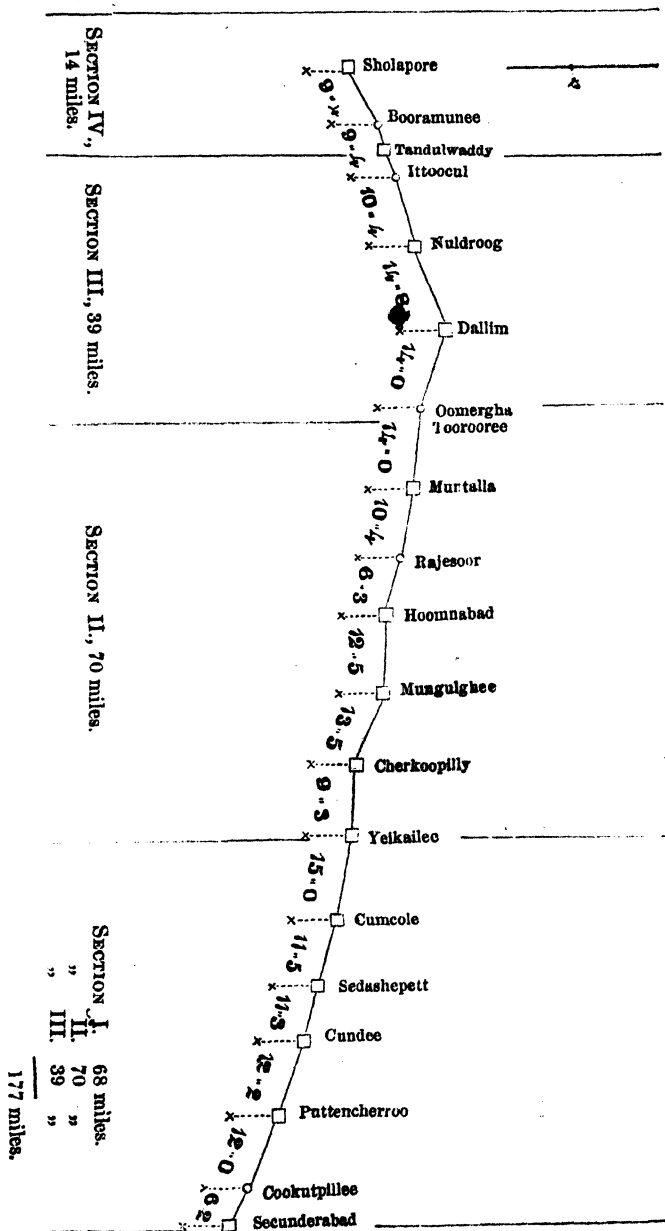 SECTION IV., 14 miles.
SECTION III., 39 miles.
SECTION II., 70 miles.
SECTION I. 68 miles.
„ II. 70 „
„ III. 39 „
177 miles.
Sholapore
9"
Booramunee
9"4
Tandulwaddy
Ittoocul
10"4
Nuldroog
14"
Dallim
14"0
Oomergha
Toorooree
14"0
Murtalla
10"4
Rajesoor
6"3
Hoomnabad
12"5
Mungulghee
13"5
Cherkoopilly
9"3
Yeikailee
15"0
Cumcole
11"5
Sedashepett
11"3
Cundee
12"2
Puttencherroo
12"0
Cookutpillee
6"2
Secunderabad